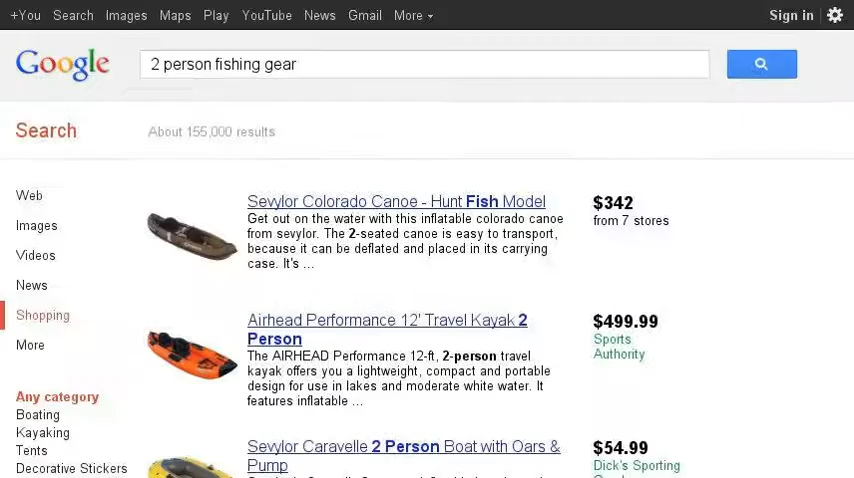 +You Search Images Maps Play YouTube News Gmail More Sign in
Google 2 person fishing gear
Search About 155,000 results
Web
Images
Videos
News
Shopping
More
Any category
Boating
Kayaking
Tents
Decorative Stickers
Sevylor Colorado Canoe - Hunt Fish Model
Get out on the water with this inflatable colorado canoe
from sevylor. The 2-seated canoe is easy to transport,
because it can be deflated and placed in its carrying
case. It's ...
$342
from 7 stores
Airhead Performance 12' Travel Kayak 2
Person
The AIRHEAD Performance 12-ft, 2-person travel
kayak offers you a lightweight, compact and portable
design for use in lakes and moderate white water. It
features inflatable ...
$499.99
Sports
Authority
Sevylor Caravelle 2 Person Boat with Oars &
Pump
$54.99
Dick's Sporting